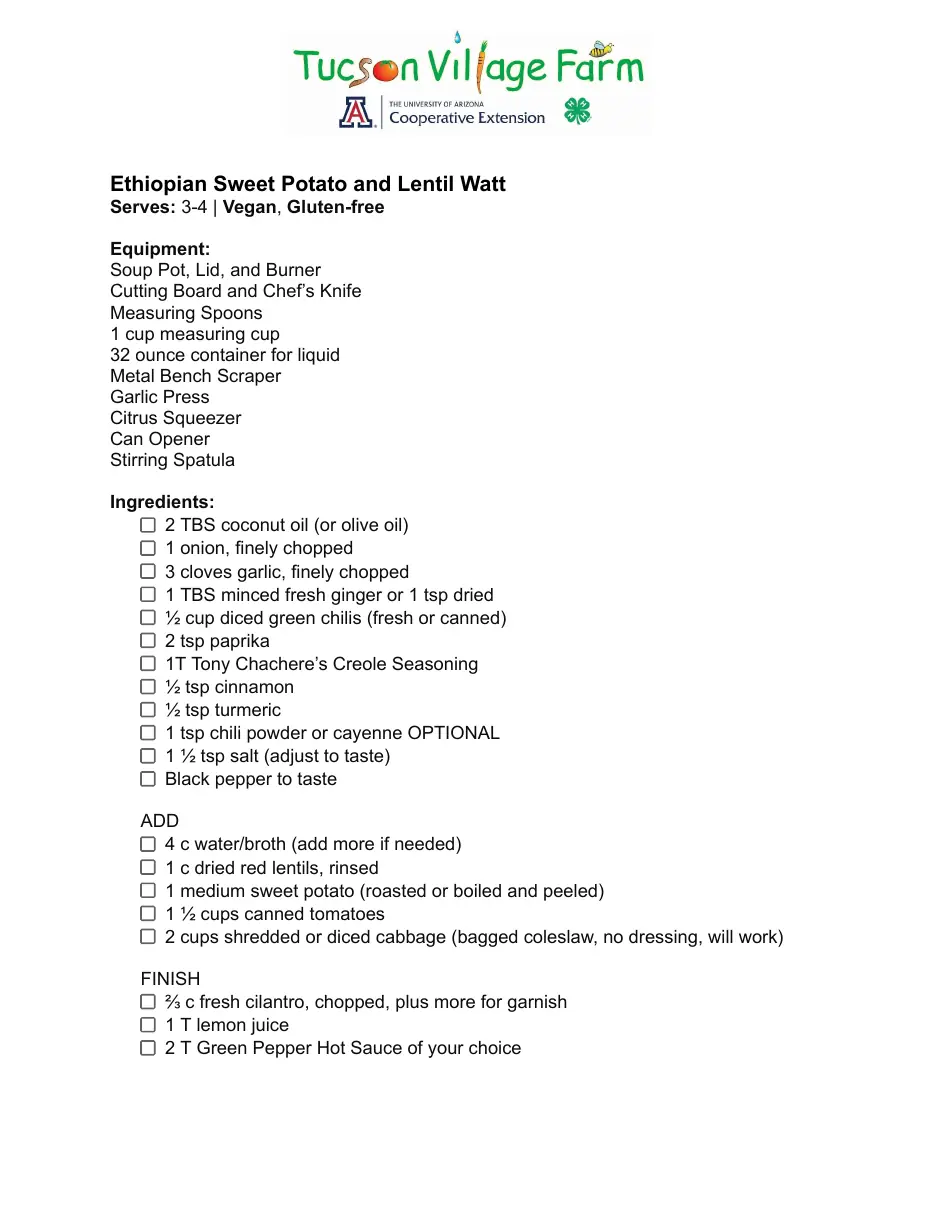 Tucson Village Farm
THE UNIVERSITY OF ARIZONA
Cooperative Extension
Ethiopian Sweet Potato and Lentil Watt
Serves: 3-4 | Vegan, Gluten-free
Equipment:
Soup Pot, Lid, and Burner
Cutting Board and Chef’s Knife
Measuring Spoons
1 cup measuring cup
32 ounce container for liquid
Metal Bench Scraper
Garlic Press
Citrus Squeezer
Can Opener
Stirring Spatula
Ingredients:
2 TBS coconut oil (or olive oil)
1 onion, finely chopped
3 cloves garlic, finely chopped
1 TBS minced fresh ginger or 1 tsp dried
½ cup diced green chilis (fresh or canned)
2 tsp paprika
1T Tony Chachere’s Creole Seasoning
½ tsp cinnamon
½ tsp turmeric
1 tsp chili powder or cayenne OPTIONAL
1 ½ tsp salt (adjust to taste)
Black pepper to taste
ADD
4 c water/broth (add more if needed)
1 c dried red lentils, rinsed
1 medium sweet potato (roasted or boiled and peeled)
1 ½ cups canned tomatoes
2 cups shredded or diced cabbage (bagged coleslaw, no dressing, will work)
FINISH
⅔ c fresh cilantro, chopped, plus more for garnish
1 T lemon juice
2 T Green Pepper Hot Sauce of your choice